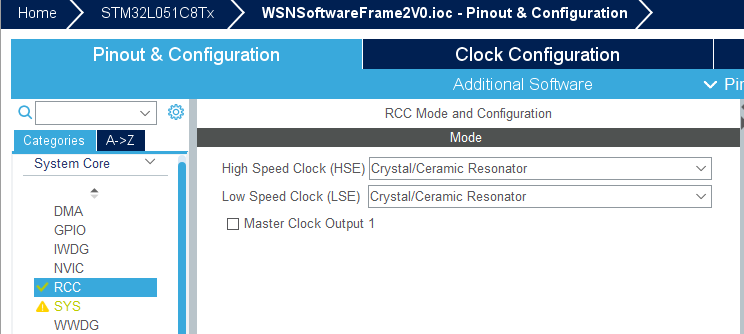 Home STM32L051C8Tx WSNSoftwareFrame2V0.ioc - Pinout & Configuration
Pinout & Configuration Clock Configuration
Additional Software Pin
Categories A->Z
System Core
DMA
GPIO
IWDG
NVIC
RCC
SYS
WWDG
RCC Mode and Configuration
Mode
High Speed Clock (HSE) Crystal/Ceramic Resonator
Low Speed Clock (LSE) Crystal/Ceramic Resonator
Master Clock Output 1